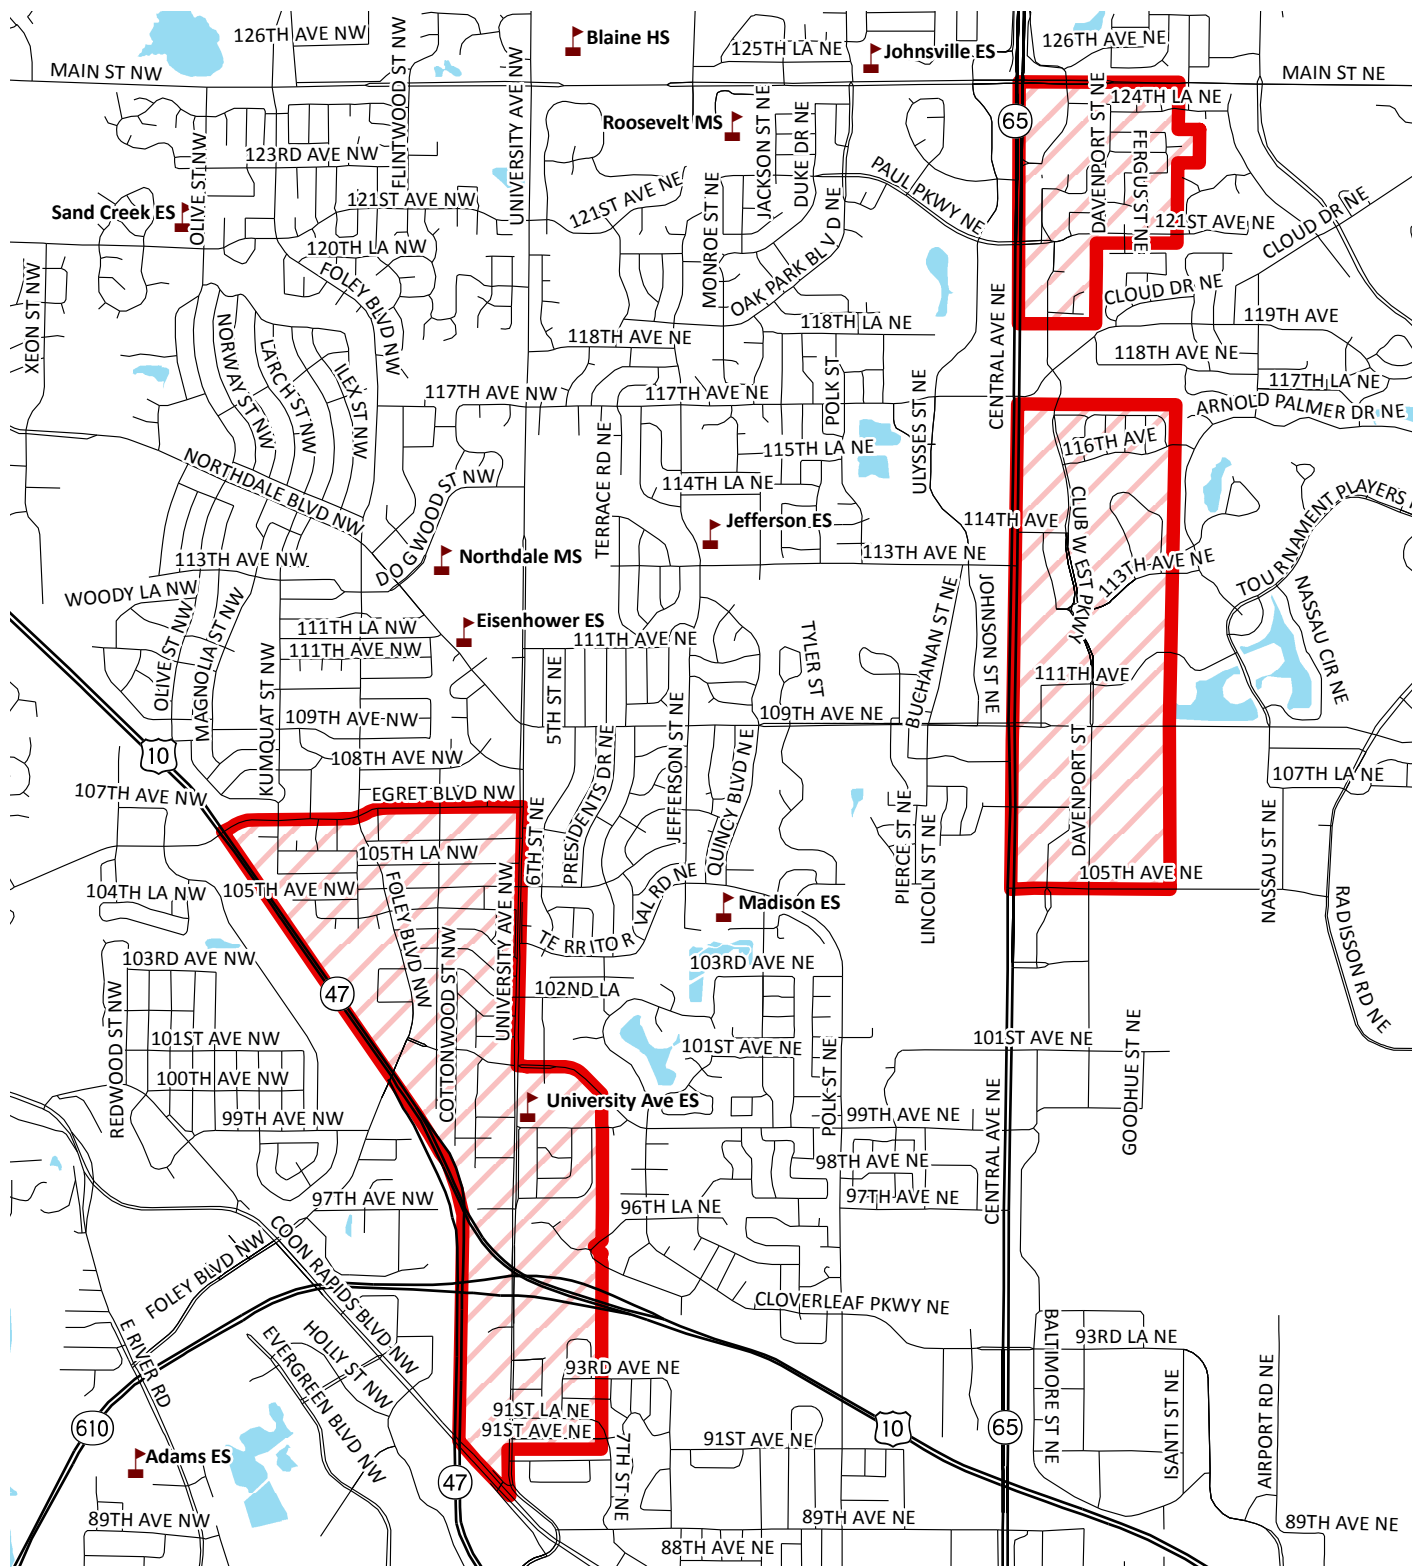 126TH AVE NW
FLINTWOOD ST NW
UNIVERSITY AVE NW
Blaine HS
125TH LA NE
Johnsville ES
126TH AVE NE
MAIN ST NW
MAIN ST NE
124TH LA NE
65
Roosevelt MS
JACKSON ST NE
DUKE DR NE
DAVENPORT ST NE
FERGUS ST NE
123RD AVE NW
OLIVE ST NW
Sand Creek ES
121ST AVE NW
121ST AVE NE
PAUL PKWY NE
121ST AVE NE
CLOUD DR NE
120TH LA NW
FOLEY BLVD NW
MONROE ST NE
OAK PARK BLVD NE
CLOUD DR NE
XEON ST NW
NORWAY ST NW
LARCH ST NW
ILEX ST NW
118TH AVE NE
118TH LA NE
CENTRAL AVE NE
119TH AVE
118TH AVE NE
117TH LA NE
117TH AVE NW
117TH AVE NE
POLK ST
ULYSSES ST NE
ARNOLD PALMER DR NE
116TH AVE
NORTHDALE BLVD NW
DOGWOOD ST NW
TERRACE RD NE
115TH LA NE
114TH LA NE
Jefferson ES
114TH AVE
CLUB W EST PKWY
TOURNAMENT PLAYERS
113TH AVE NW
Northdale MS
113TH AVE NE
113TH AVE NE
WOODY LA NW
OLIVE ST NW
MAGNOLIA ST NW
KUMQUAT ST NW
111TH LA NW
111TH AVE NW
Eisenhower ES
111TH AVE NE
TYLER ST
BUCHANAN ST NE
JOHNSON ST NE
111TH AVE
NASSAU CIR NE
109TH AVE NW
5TH ST NE
109TH AVE NE
10
108TH AVE NW
PRESIDENTS DR NE
JEFFERSON ST NE
QUINCY BLVD NE
DAVENPORT ST
107TH LA NE
107TH AVE NW
EGRET BLVD NW
6TH ST NE
PIERCE ST NE
LINCOLN ST NE
NASSAU ST NE
105TH LA NW
104TH LA NW
105TH AVE NW
FOLEY BLVD NW
UNIVERSITY AVE NW
TERRITORIAL RD NE
Madison ES
105TH AVE NE
RADISSON RD NE
103RD AVE NW
COTTONWOOD ST NW
103RD AVE NE
47
102ND LA
REDWOOD ST NW
101ST AVE NW
101ST AVE NE
101ST AVE NE
100TH AVE NW
99TH AVE NW
University Ave ES
POLK ST NE
99TH AVE NE
CENTRAL AVE NE
GOODHUE ST NE
98TH AVE NE
97TH AVE NW
97TH AVE NE
96TH LA NE
COON RAPIDS BLVD NW
FOLEY BLVD NW
CLOVERLEAF PKWY NE
E RIVER RD
HOLLY ST NW
EVERGREEN BLVD NW
BALTIMORE ST NE
93RD LA NE
93RD AVE NE
ISANTI ST NE
AIRPORT RD NE
91ST LA NE
91ST AVE NE
7TH ST NE
91ST AVE NE
10
65
610
Adams ES
47
89TH AVE NW
89TH AVE NE
89TH AVE NE
88TH AVE NE